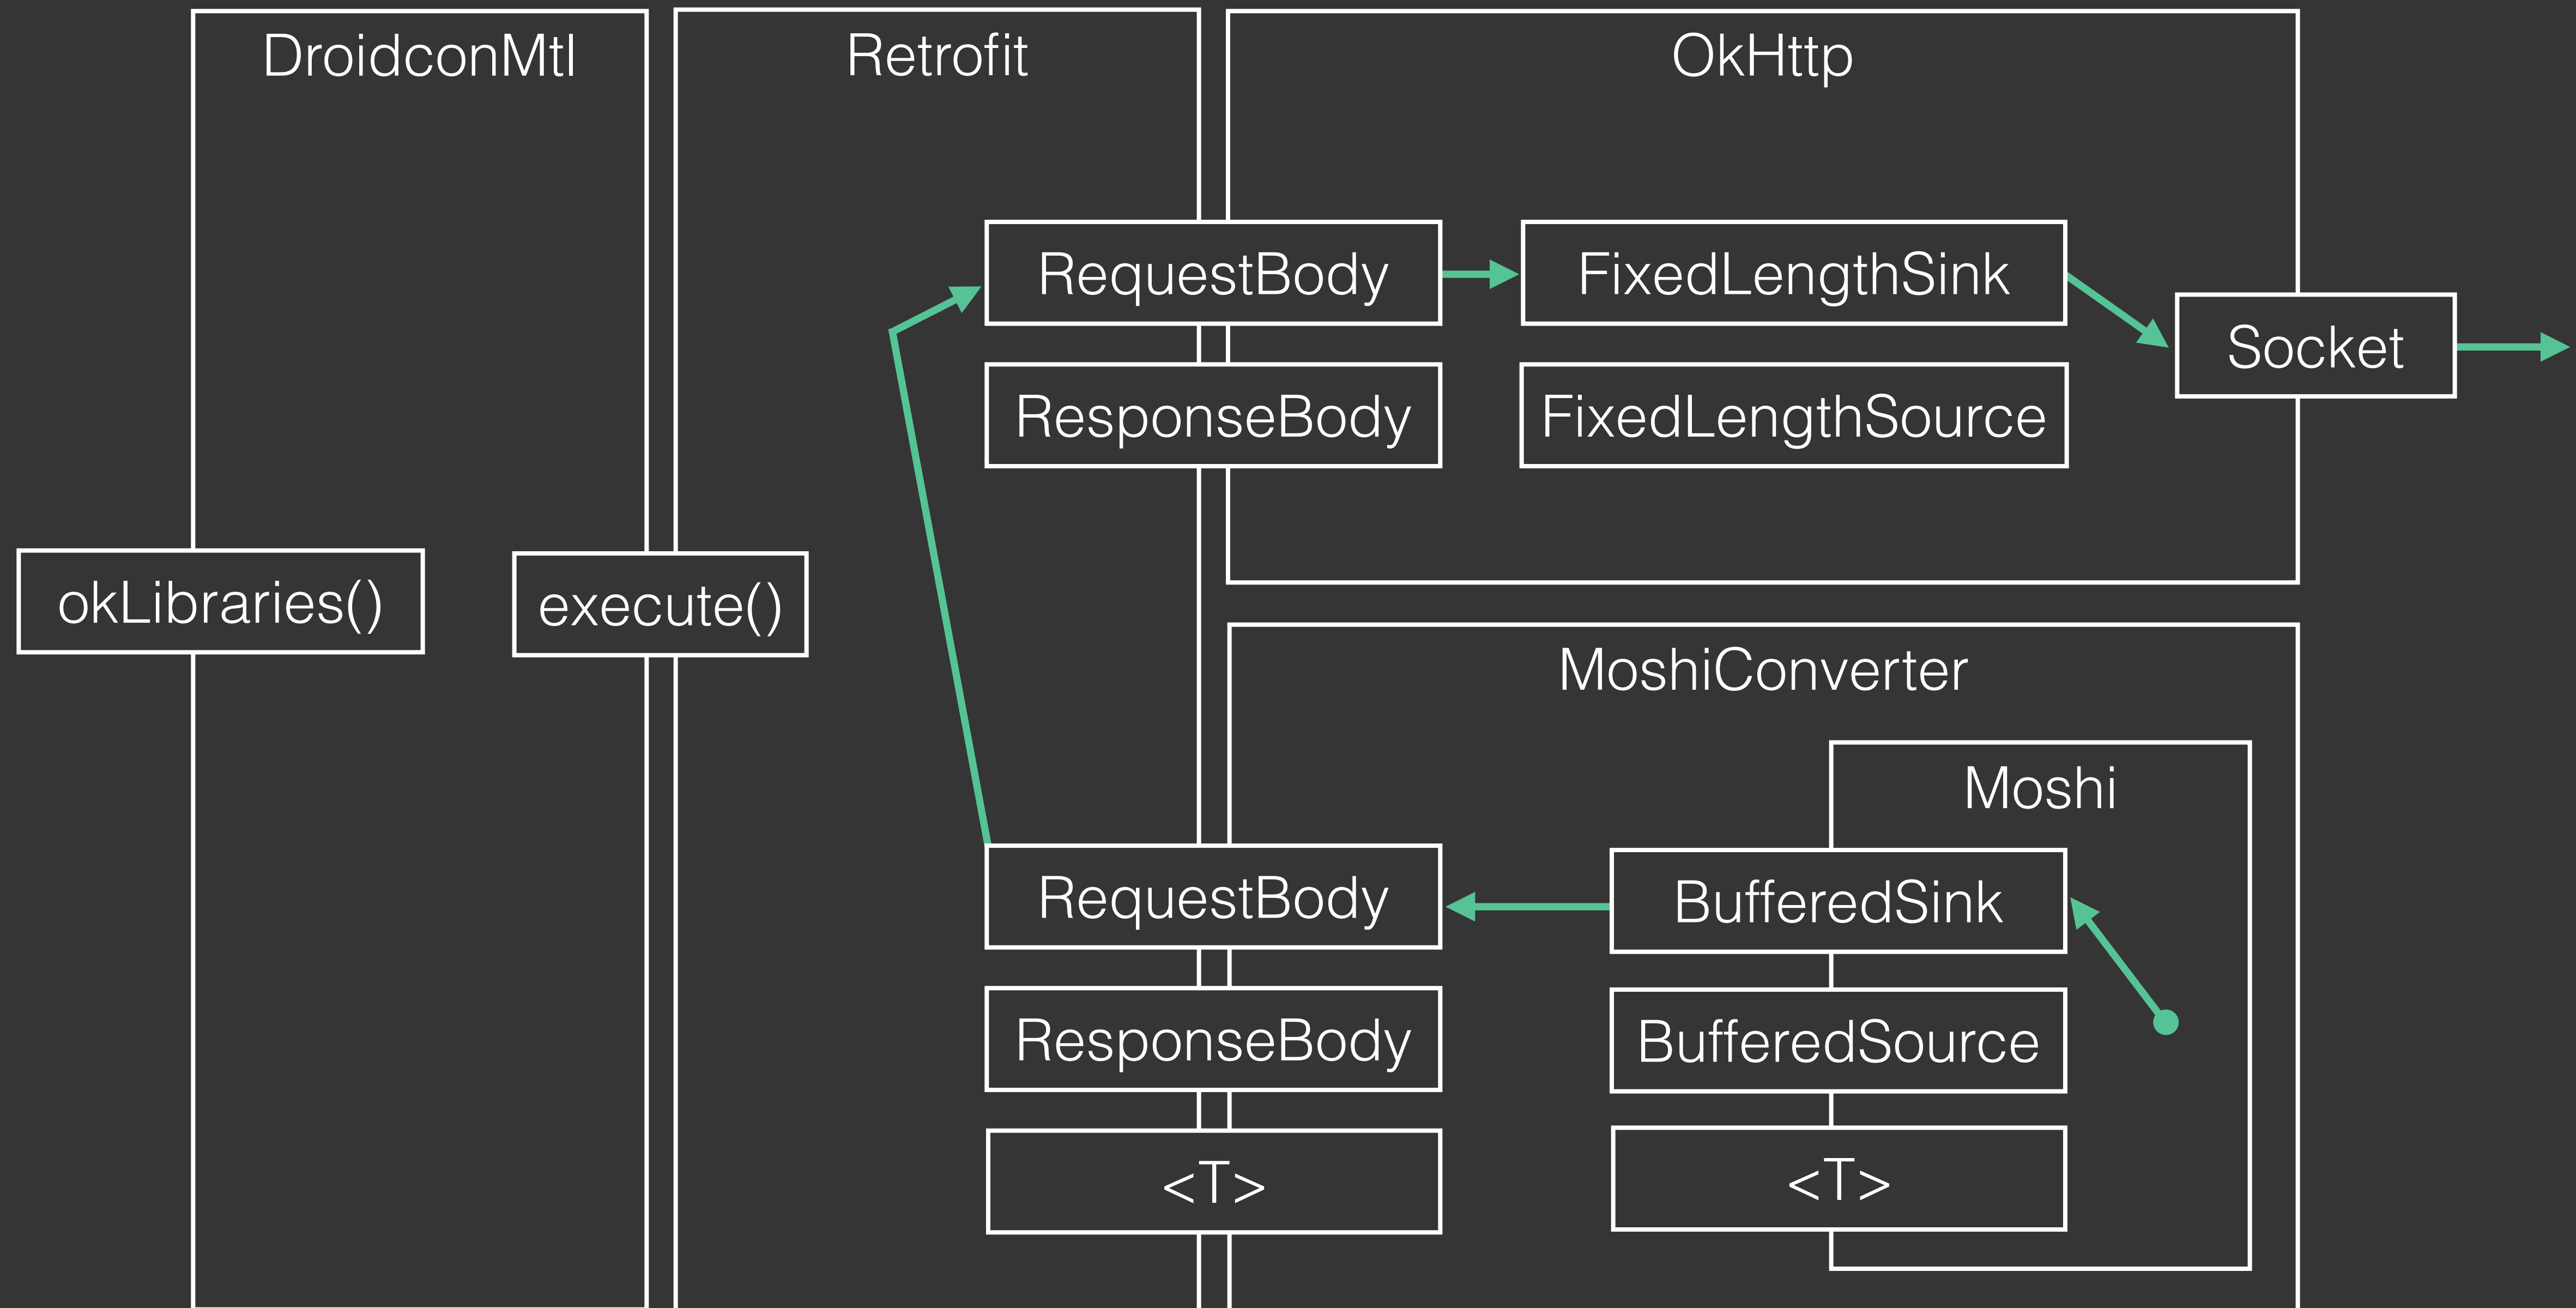 DroidconMtl
Retrofit
OkHttp
RequestBody
FixedLengthSink
Socket
ResponseBody
FixedLengthSource
okLibraries()
execute()
MoshiConverter
Moshi
RequestBody
BufferedSink
ResponseBody
BufferedSource
<T>
<T>